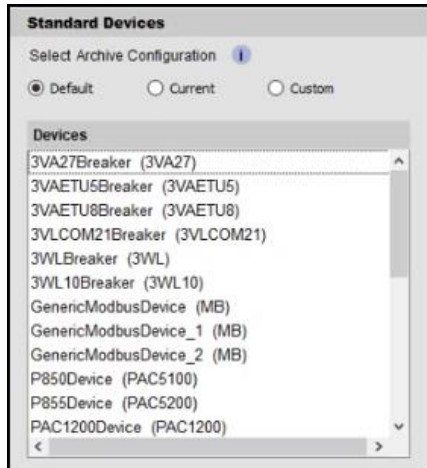 Standard Devices
Select Archive Configuration i
Default Current Custom
Devices
3VA27Breaker (3VA27)
3VAETU5Breaker (3VAETU5)
3VAETU8Breaker (3VAETU8)
3VLCOM21Breaker (3VLCOM21)
3WLBreaker (3WL)
3WL10Breaker (3WL10)
GenericModbusDevice (MB)
GenericModbusDevice_1 (MB)
GenericModbusDevice_2 (MB)
P850Device (PAC5100)
P855Device (PAC5200)
PAC1200Device (PAC1200)